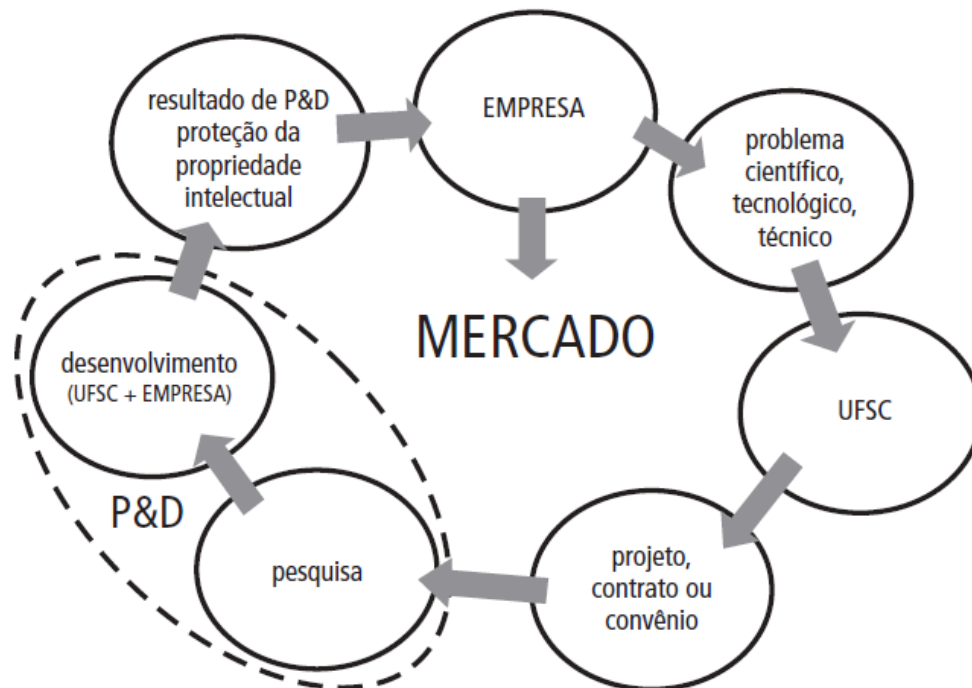 EMPRESA
problema
científico,
tecnológico,
técnico
UFSC
projeto,
contrato ou
convênio
pesquisa
P&D
desenvolvimento
(UFSC + EMPRESA)
resultado de P&D
proteção da
propriedade
intelectual
MERCADO